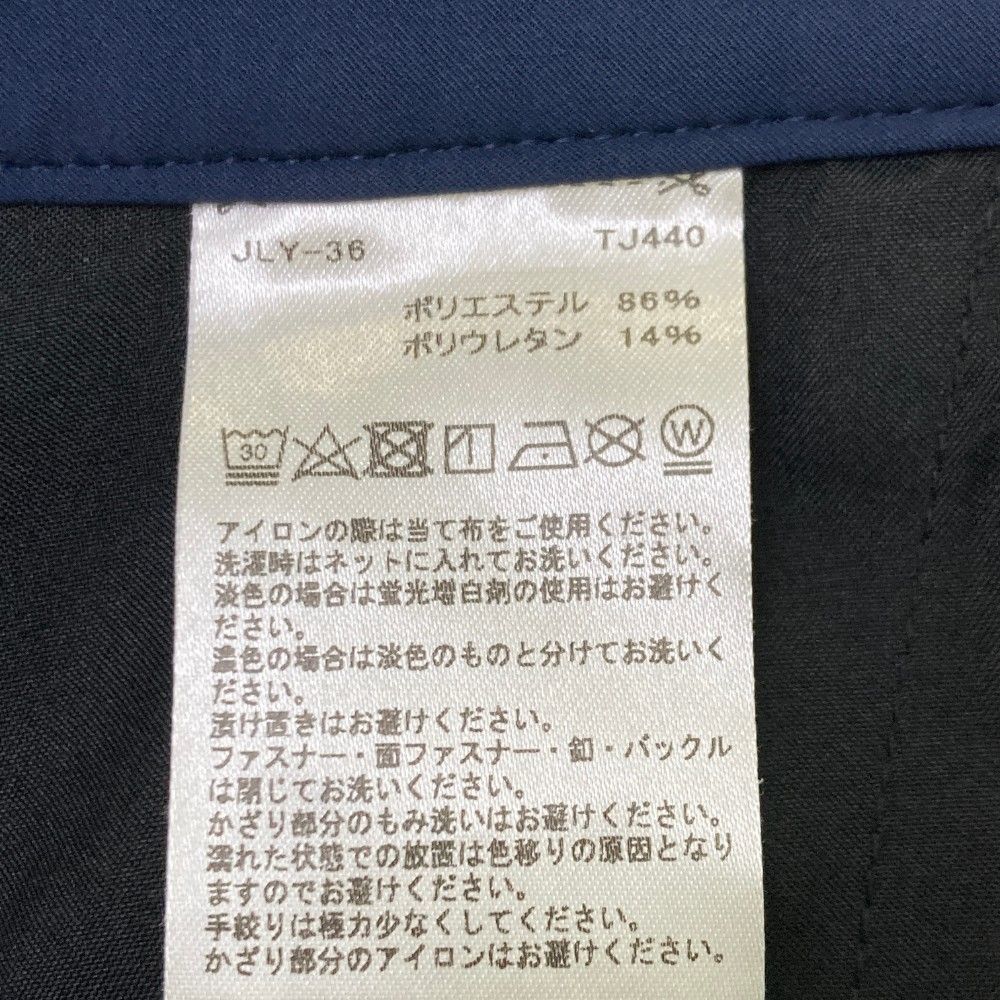 JLY-36 TJ440
ポリエステル 86%
ポリウレタン 14%
30 1 W
アイロンの際は当て布をご使用ください。
洗濯時はネットに入れてお洗いください。
淡色の場合は蛍光増白剤の使用はお避けく
ださい。
濃色の場合は淡色のものと分けてお洗いく
ださい。
漬け置きはお避けください。
ファスナー・面ファスナー・釦・バックル
は閉じてお洗いください。
かざり部分のもみ洗いはお避けください。
濡れた状態での放置は色移りの原因となり
ますのでお避けください。
手絞りは極力少なくしてください。
かざり部分のアイロンはお避けください。